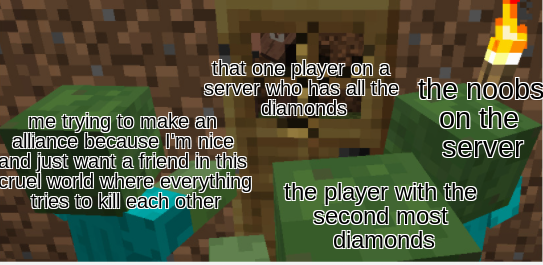 that one player on a
server who has all the
diamonds
the noobs
on the
server
me trying to make an
alliance because I'm nice
and just want a friend in this
cruel world where everything
tries to kill each other
the player with the
second most
diamonds